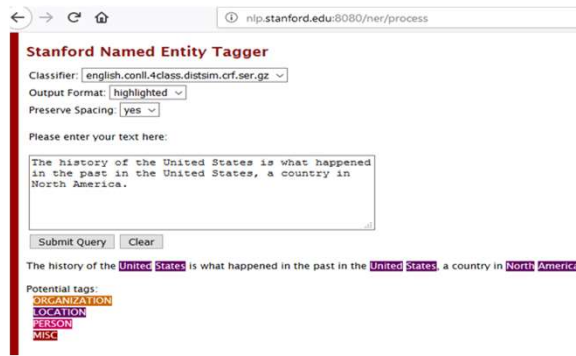 nlp.stanford.edu:8080/ner/process
Stanford Named Entity Tagger
Classifier: english.conll.4class.distsim.crf.ser.gz
Output Format: highlighted
Preserve Spacing: yes
Please enter your text here:
The history of the United States is what happened
in the past in the United States, a country in
North America.
Submit Query Clear
The history of the United States is what happened in the past in the United States, a country in North America
Potential tags:
ORGANIZATION
LOCATION
PERSON
MISC